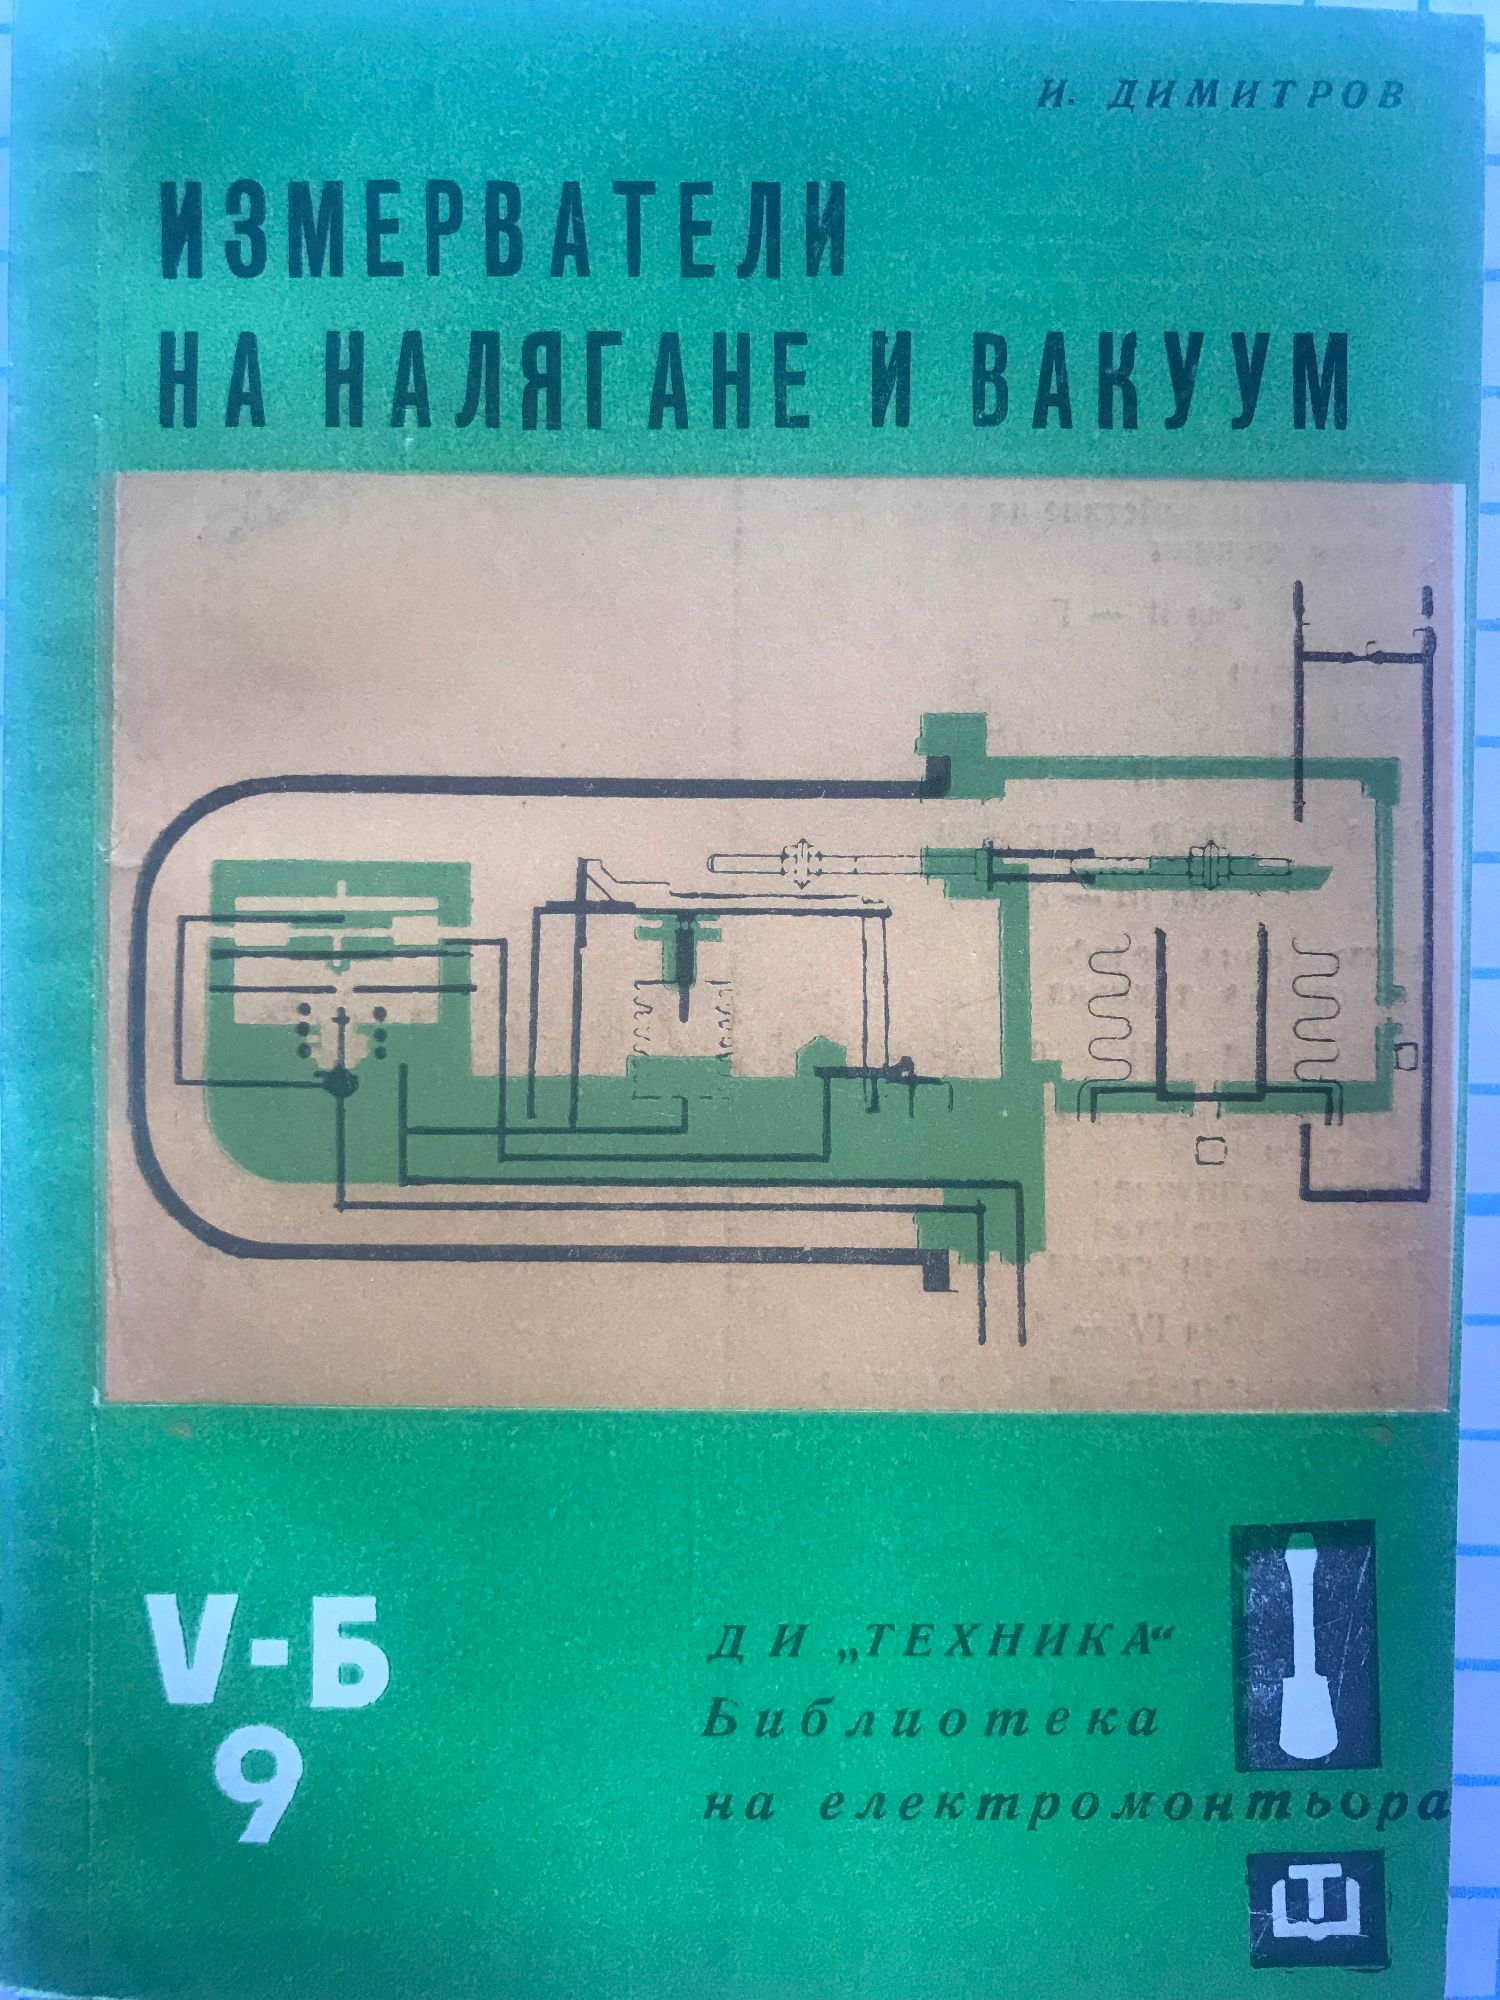 И. ДИМИТРОВ
ИЗМЕРВАТЕЛИ
НА НАЛЯГАНЕ И ВАКУУМ
V-Б
9
ДИ „ТЕХНИКА“
Библиотека
на електромонтьора
Т